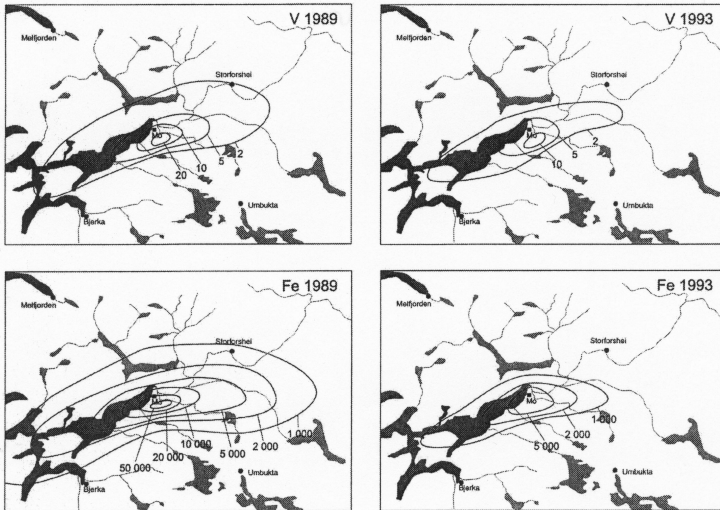 V 1989
Melfjorden
Storforshei
Mo
2
5
10
20
Umbukta
Bjerka
V 1993
Melfjorden
Storforshei
Mo
2
5
10
Umbukta
Bjerka
Fe 1989
Melfjorden
Storforshei
Mo
1 000
2 000
5 000
10 000
20 000
50 000
Umbukta
Bjerka
Fe 1993
Melfjorden
Storforshei
Mo
1 000
2 000
5 000
Umbukta
Bjerka